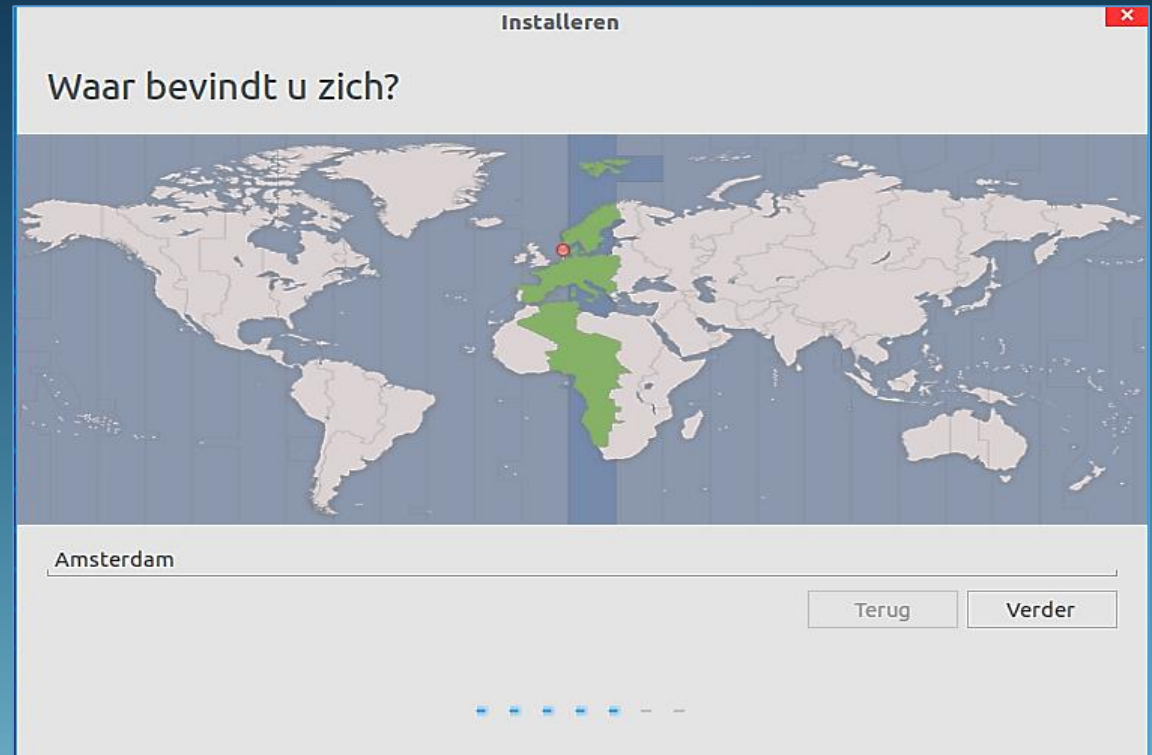 Installeren
Waar bevindt u zich?
Amsterdam
Terug
Verder